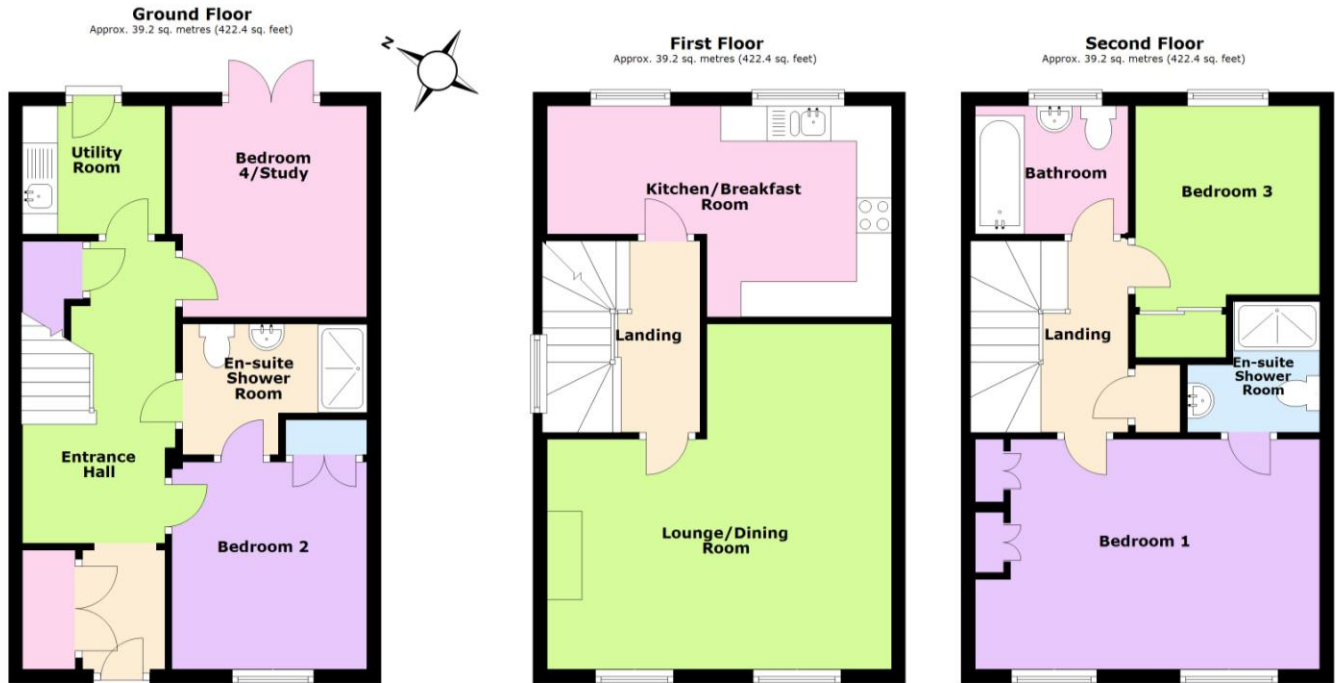 Ground Floor
Approx. 39.2 sq. metres (422.4 sq. feet)
Utility
Room
Bedroom
4/Study
En-suite
Shower
Room
Entrance
Hall
Bedroom 2
N
First Floor
Approx. 39.2 sq. metres (422.4 sq. feet)
Kitchen/Breakfast
Room
Landing
Lounge/Dining
Room
Second Floor
Approx. 39.2 sq. metres (422.4 sq. feet)
Bathroom
Bedroom 3
Landing
En-suite
Shower
Room
Bedroom 1